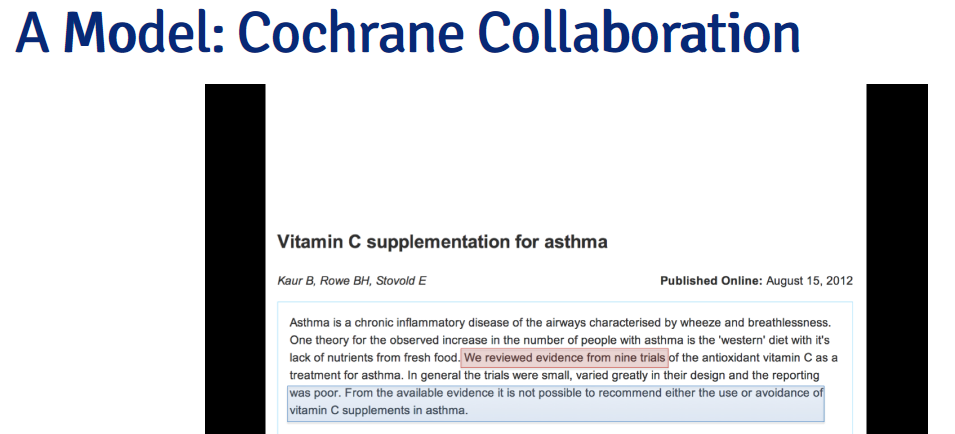 A Model: Cochrane Collaboration
Vitamin C supplementation for asthma
Kaur B, Rowe BH, Stovold E Published Online: August 15, 2012
Asthma is a chronic inflammatory disease of the airways characterised by wheeze and breathlessness.
One theory for the observed increase in the number of people with asthma is the 'western' diet with it's
lack of nutrients from fresh food. We reviewed evidence from nine trials of the antioxidant vitamin C as a
treatment for asthma. In general the trials were small, varied greatly in their design and the reporting
was poor. From the available evidence it is not possible to recommend either the use or avoidance of
vitamin C supplements in asthma.